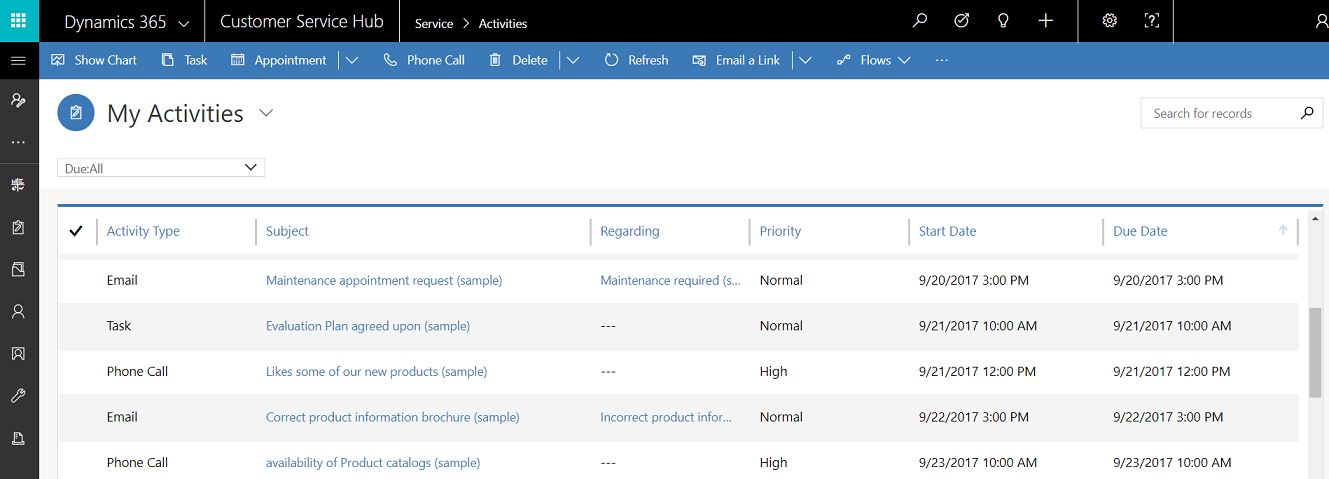 Dynamics 365 Customer Service Hub Service > Activities
Show Chart Task Appointment Phone Call Delete Refresh Email a Link Flows ...
My Activities
Search for records
Due:All
Activity Type Subject Regarding Priority Start Date Due Date
Email Maintenance appointment request (sample) Maintenance required (s... Normal 9/20/2017 3:00 PM 9/20/2017 3:00 PM
Task Evaluation Plan agreed upon (sample) --- Normal 9/21/2017 10:00 AM 9/21/2017 10:00 AM
Phone Call Likes some of our new products (sample) --- High 9/21/2017 12:00 PM 9/21/2017 12:00 PM
Email Correct product information brochure (sample) Incorrect product infor... Normal 9/22/2017 3:00 PM 9/22/2017 3:00 PM
Phone Call availability of Product catalogs (sample) --- High 9/23/2017 10:00 AM 9/23/2017 10:00 AM